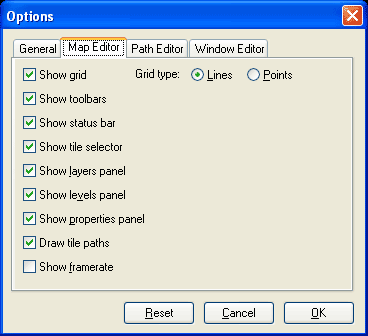 Options
General Map Editor Path Editor Window Editor
Show grid Grid type: Lines Points
Show toolbars
Show status bar
Show tile selector
Show layers panel
Show levels panel
Show properties panel
Draw tile paths
Show framerate
Reset Cancel OK